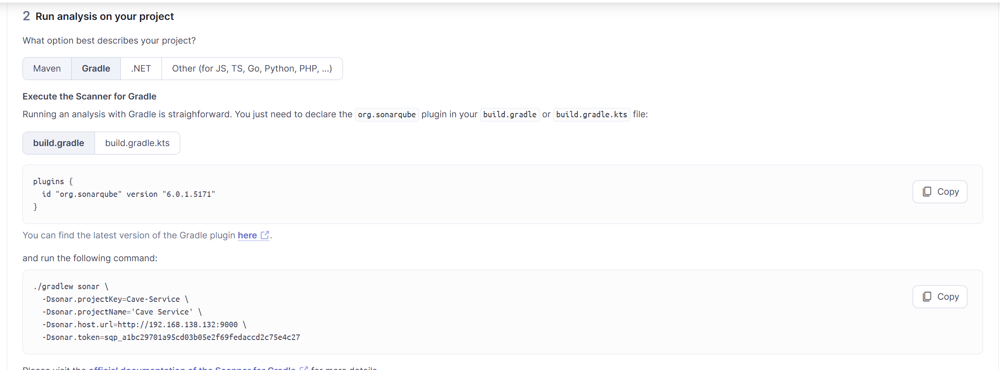 2 Run analysis on your project
What option best describes your project?
Maven Gradle .NET Other (for JS, TS, Go, Python, PHP, ...)
Execute the Scanner for Gradle
Running an analysis with Gradle is straighforward. You just need to declare the org.sonarqube plugin in your build.gradle or build.gradle.kts file:
build.gradle build.gradle.kts
plugins {
  id "org.sonarqube" version "6.0.1.5171"
}
Copy
You can find the latest version of the Gradle plugin here.
and run the following command:
./gradlew sonar \
  -Dsonar.projectKey=Cave-Service \
  -Dsonar.projectName='Cave Service' \
  -Dsonar.host.url=http://192.168.138.132:9000 \
  -Dsonar.token=sqp_a1bc29701a95cd03b05e2f69fedaccd2c75e4c27
Copy
Please visit the official documentation of the Scanner for Gradle for more details.